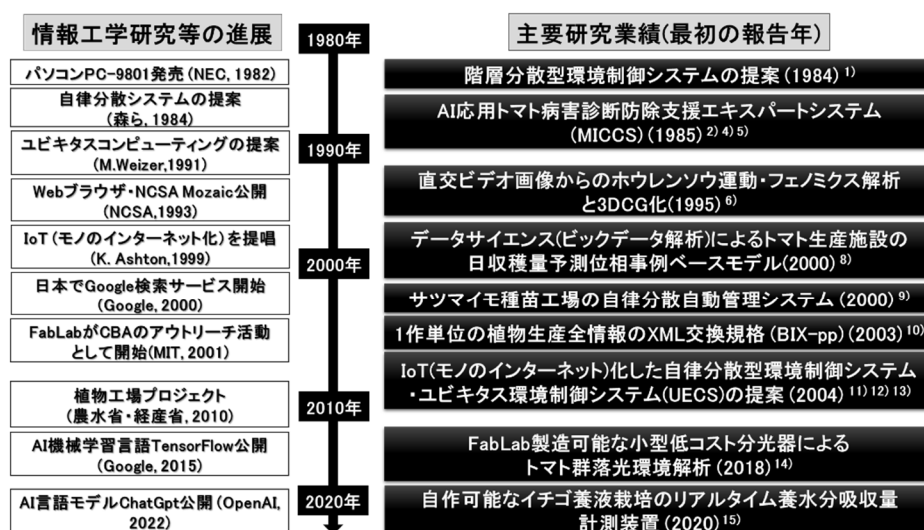 情報工学研究等の進展
パソコンPC-9801発売(NEC, 1982)
自律分散システムの提案
(森ら, 1984)
ユビキタスコンピューティングの提案
(M.Weizer,1991)
Webブラウザ・NCSA Mozaic公開
(NCSA,1993)
IoT(モノのインターネット化)を提唱
(K. Ashton,1999)
日本でGoogle検索サービス開始
(Google, 2000)
FabLabがCBAのアウトリーチ活動
として開始(MIT, 2001)
植物工場プロジェクト
(農水省・経産省, 2010)
AI機械学習言語TensorFlow公開
(Google, 2015)
AI言語モデルChatGpt公開(OpenAI,
2022)
1980年
1990年
2000年
2010年
2020年
主要研究業績(最初の報告年)
階層分散型環境制御システムの提案(1984) 1)
AI応用トマト病害診断防除支援エキスパートシステム
(MICCS)(1985) 2) 4) 5)
直交ビデオ画像からのホウレンソウ運動・フェノミクス解析
と3DCG化(1995) 6)
データサイエンス(ビックデータ解析)によるトマト生産施設の
日収穫量予測位相事例ベースモデル(2000) 8)
サツマイモ種苗工場の自律分散自動管理システム(2000) 9)
1作単位の植物生産全情報のXML交換規格(BIX-pp)(2003) 10)
IoT(モノのインターネット)化した自律分散型環境制御システム
・ユビキタス環境制御システム(UECS)の提案(2004) 11) 12) 13)
FabLab製造可能な小型低コスト分光器による
トマト群落光環境解析(2018) 14)
自作可能なイチゴ養液栽培のリアルタイム養水分吸収量
計測装置(2020) 15)